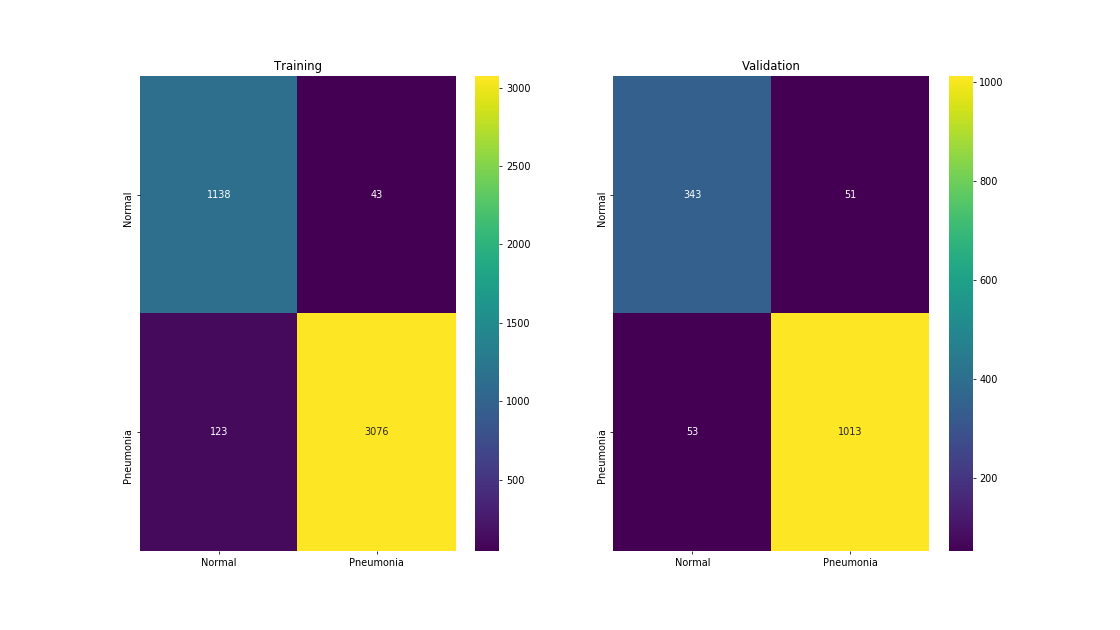 Training
Normal
Pneumonia
1138
43
123
3076
Normal
Pneumonia
3000
2500
2000
1500
1000
500
Validation
Normal
Pneumonia
343
51
53
1013
Normal
Pneumonia
1000
800
600
400
200